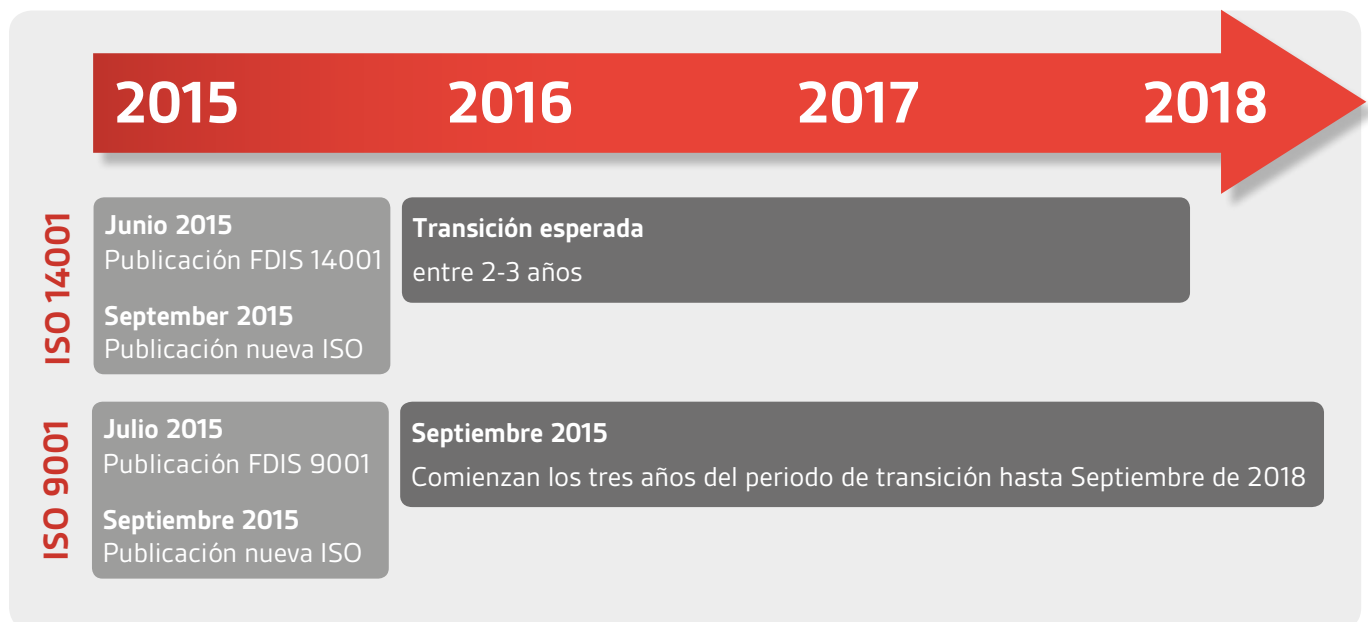 2015 2016 2017 2018
ISO 14001
Junio 2015
Publicación FDIS 14001
September 2015
Publicación nueva ISO
Transición esperada
entre 2-3 años
ISO 9001
Julio 2015
Publicación FDIS 9001
Septiembre 2015
Publicación nueva ISO
Septiembre 2015
Comienzan los tres años del periodo de transición hasta Septiembre de 2018